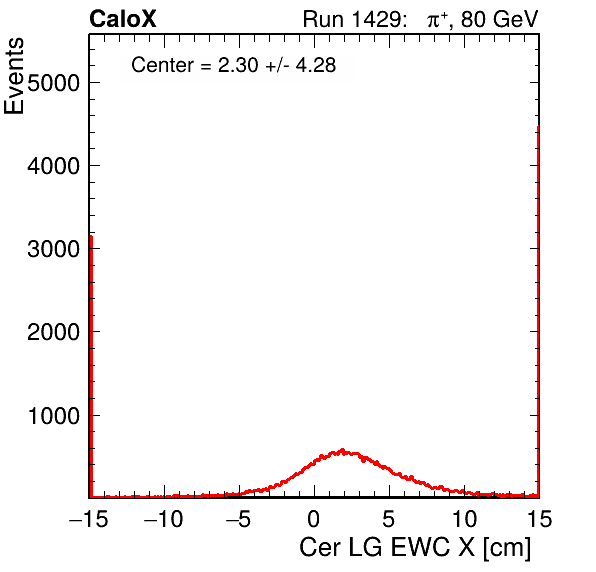 CaloX Run 1429: π⁺, 80 GeV
Center = 2.30 +/- 4.28
Events
5000
4000
3000
2000
1000
−15 −10 −5 0 5 10 15
Cer LG EWC X [cm]